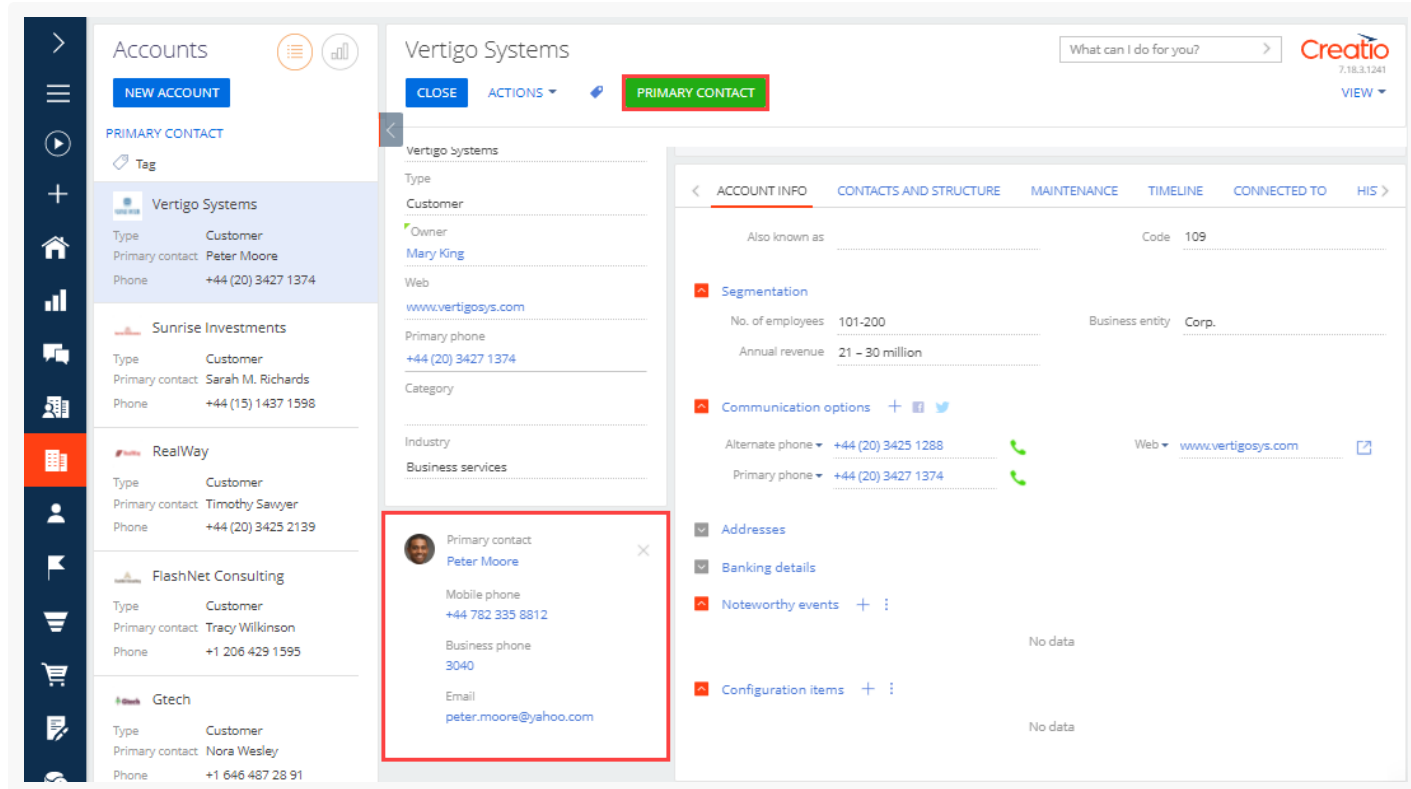 Accounts
NEW ACCOUNT
PRIMARY CONTACT
Tag
Vertigo Systems
Type Customer
Primary contact Peter Moore
Phone +44 (20) 3427 1374
Sunrise Investments
Type Customer
Primary contact Sarah M. Richards
Phone +44 (15) 1437 1598
RealWay
Type Customer
Primary contact Timothy Sawyer
Phone +44 (20) 3425 2139
FlashNet Consulting
Type Customer
Primary contact Tracy Wilkinson
Phone +1 206 429 1595
Gtech
Type Customer
Primary contact Nora Wesley
Phone +1 646 487 28 91
Vertigo Systems
What can I do for you?
Creatio
7.18.3.1241
CLOSE ACTIONS PRIMARY CONTACT VIEW
Vertigo Systems
Type
Customer
Owner
Mary King
Web
www.vertigosys.com
Primary phone
+44 (20) 3427 1374
Category
Industry
Business services
Primary contact
Peter Moore
Mobile phone
+44 782 335 8812
Business phone
3040
Email
peter.moore@yahoo.com
ACCOUNT INFO CONTACTS AND STRUCTURE MAINTENANCE TIMELINE CONNECTED TO HIS
Also known as Code 109
Segmentation
No. of employees 101-200 Business entity Corp.
Annual revenue 21 – 30 million
Communication options
Alternate phone +44 (20) 3425 1288 Web www.vertigosys.com
Primary phone +44 (20) 3427 1374
Addresses
Banking details
Noteworthy events
No data
Configuration items
No data